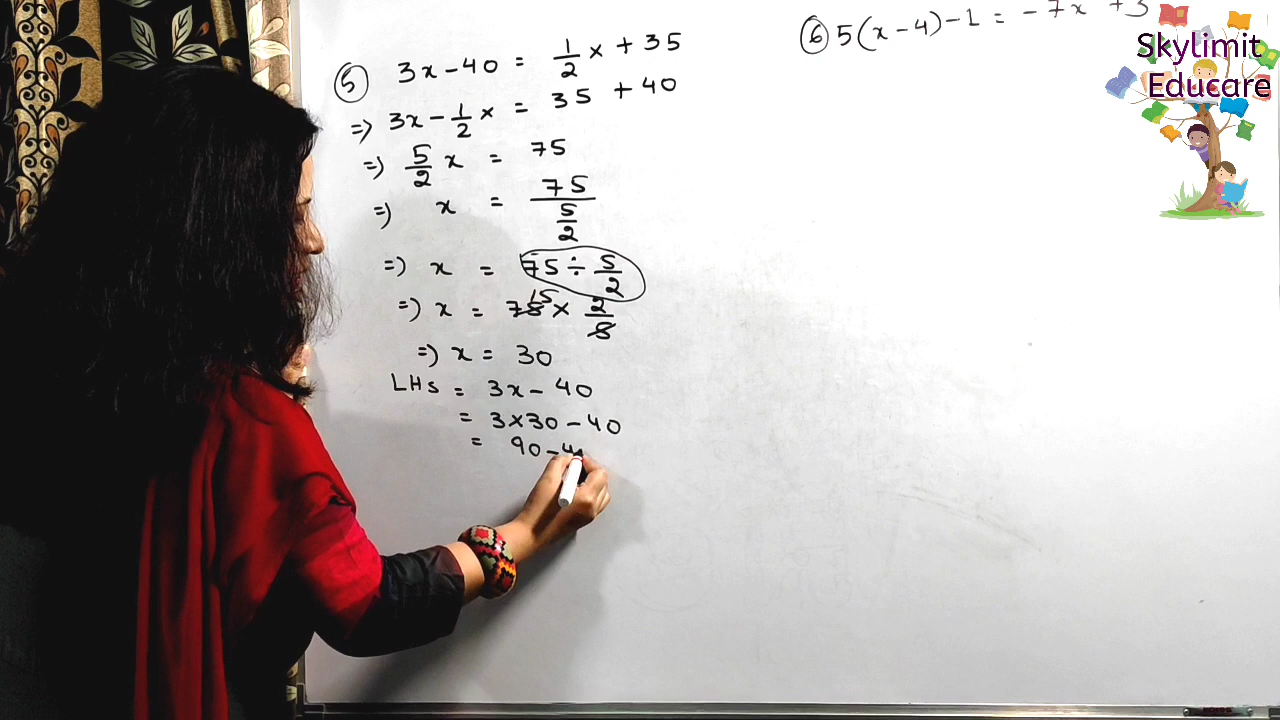 ⑤ 3x - 40 = 1/2 x + 35
⇒ 3x - 1/2 x = 35 + 40
⇒ 5/2 x = 75
⇒ x = 75 / (5/2)
⇒ x = 75 ÷ 5/2
⇒ x = 75 15 × 2/5
⇒ x = 30
LHS = 3x - 40
= 3×30 - 40
= 90 - 4
⑥ 5(x-4) - 1 = -7x + 3
Skylimit
Educare